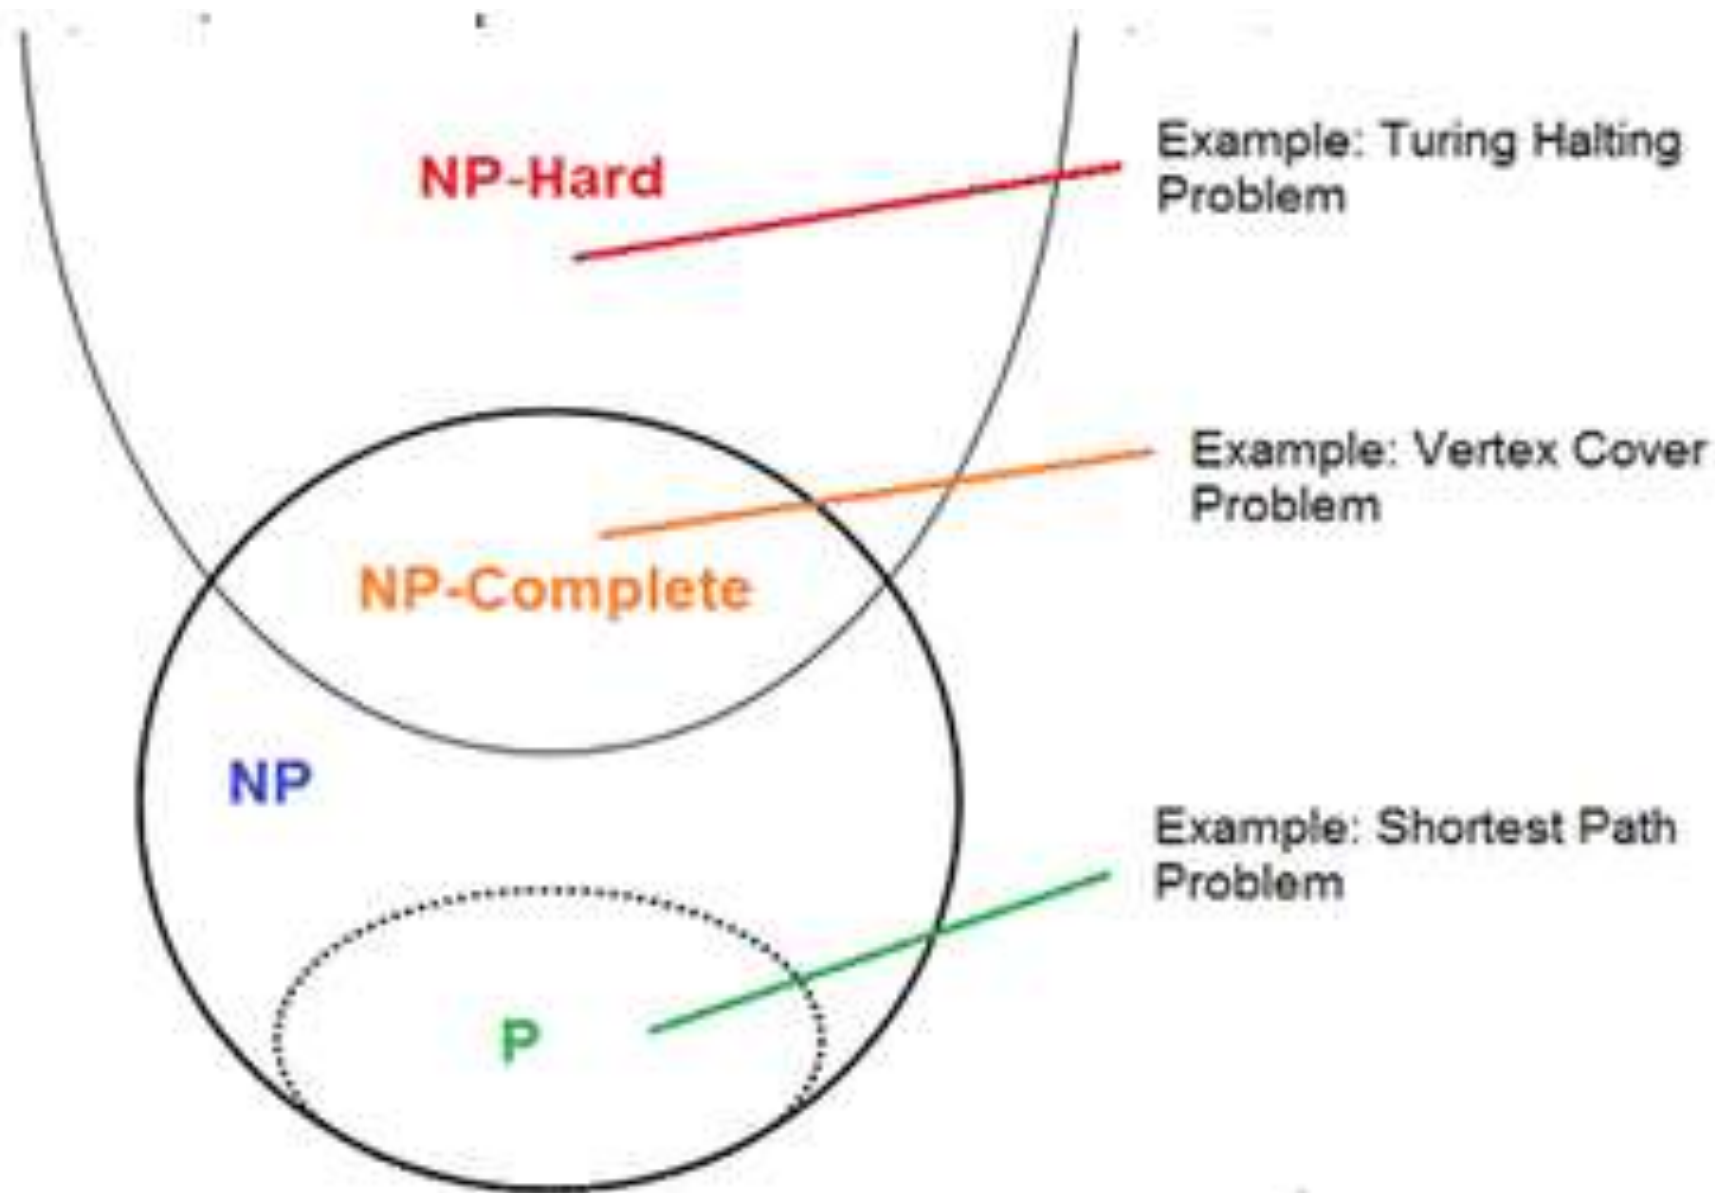 NP-Hard
Example: Turing Halting
Problem
Example: Vertex Cover
Problem
NP-Complete
NP
Example: Shortest Path
Problem
P